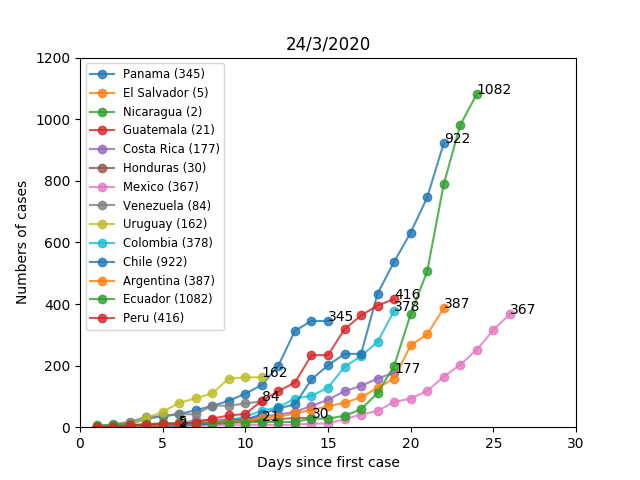 24/3/2020
Numbers of cases
1200
1000
800
600
400
200
0
Panama (345)
El Salvador (5)
Nicaragua (2)
Guatemala (21)
Costa Rica (177)
Honduras (30)
Mexico (367)
Venezuela (84)
Uruguay (162)
Colombia (378)
Chile (922)
Argentina (387)
Ecuador (1082)
Peru (416)
1082
922
416
378
387
367
345
177
162
84
30
21
0
5
10
15
20
25
30
Days since first case